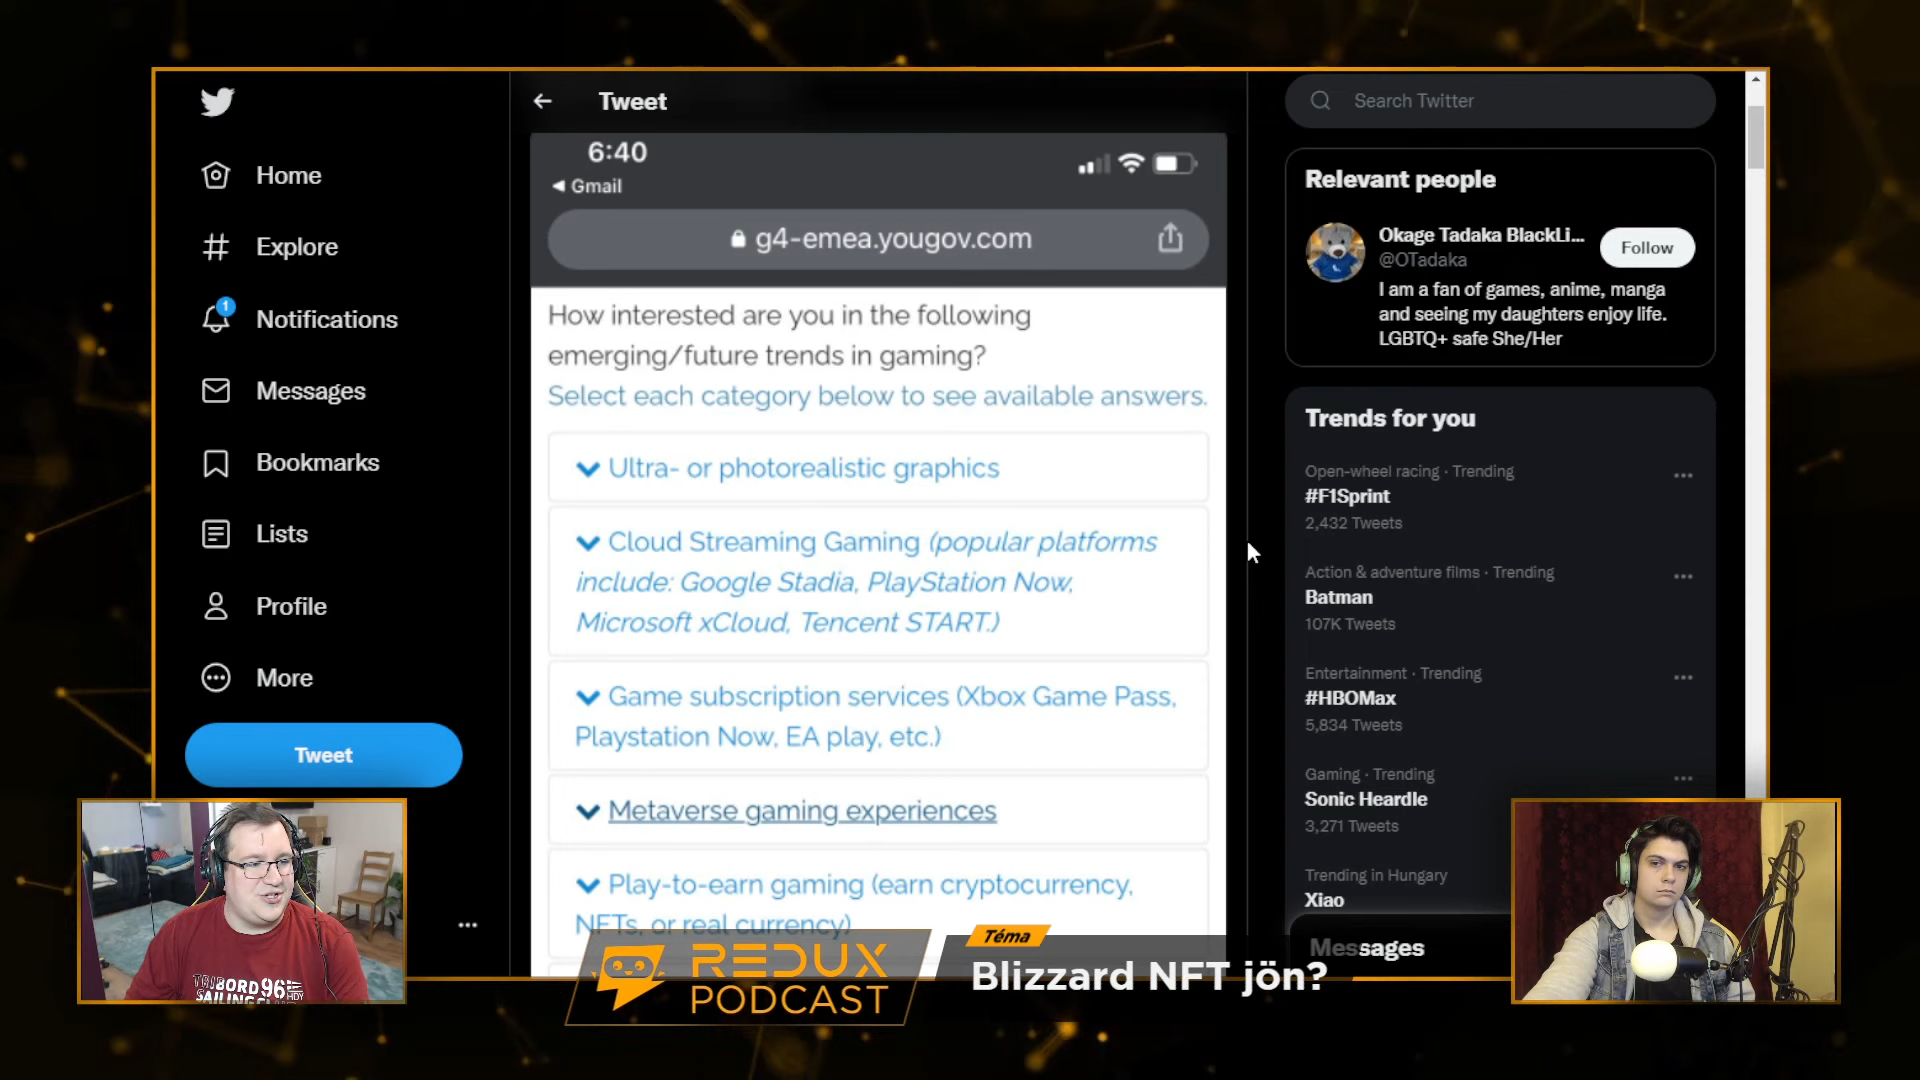 Home
Explore
1
Notifications
Messages
Bookmarks
Lists
Profile
More
Tweet
Tweet
6:40
Gmail
g4-emea.yougov.com
How interested are you in the following
emerging/future trends in gaming?
Select each category below to see available answers.
Ultra- or photorealistic graphics
Cloud Streaming Gaming (popular platforms
include: Google Stadia, PlayStation Now,
Microsoft xCloud, Tencent START.)
Game subscription services (Xbox Game Pass,
Playstation Now, EA play, etc.)
Metaverse gaming experiences
Play-to-earn gaming (earn cryptocurrency,
NFTs, or real currency)
Search Twitter
Relevant people
Okage Tadaka BlackLi...
@OTadaka
Follow
I am a fan of games, anime, manga
and seeing my daughters enjoy life.
LGBTQ+ safe She/Her
Trends for you
Open-wheel racing · Trending
#F1Sprint
2,432 Tweets
Action & adventure films · Trending
Batman
107K Tweets
Entertainment · Trending
#HBOMax
5,834 Tweets
Gaming · Trending
Sonic Heardle
3,271 Tweets
Trending in Hungary
Xiao
Messages
REDUX
PODCAST
Téma
Blizzard NFT jön?
96
SAILING